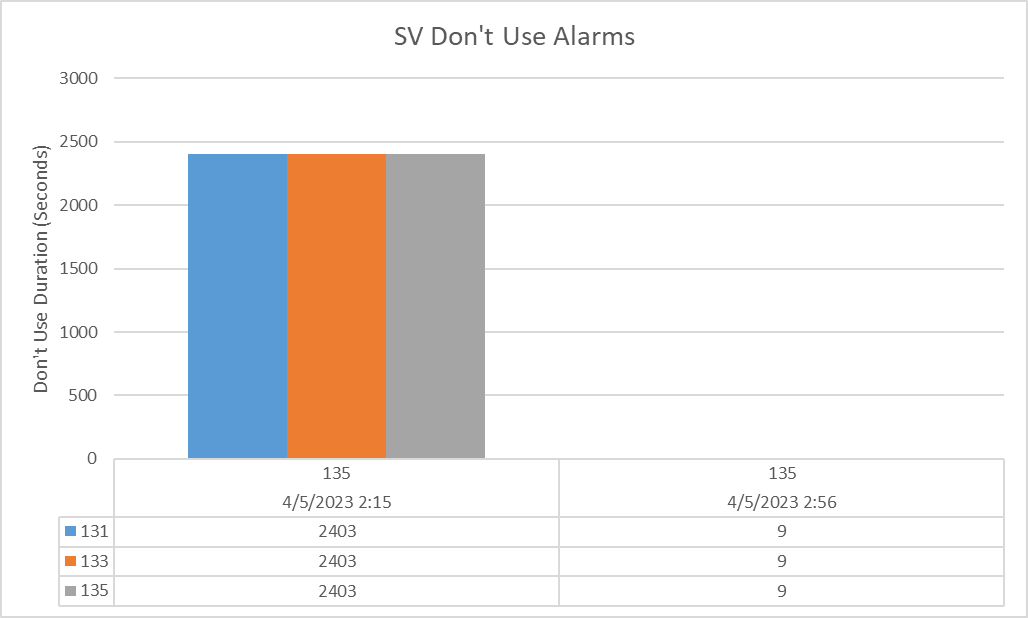 SV Don't Use Alarms
Don't Use Duration (Seconds)
3000
2500
2000
1500
1000
500
0
135 135
4/5/2023 2:15 4/5/2023 2:56
131 2403 9
133 2403 9
135 2403 9